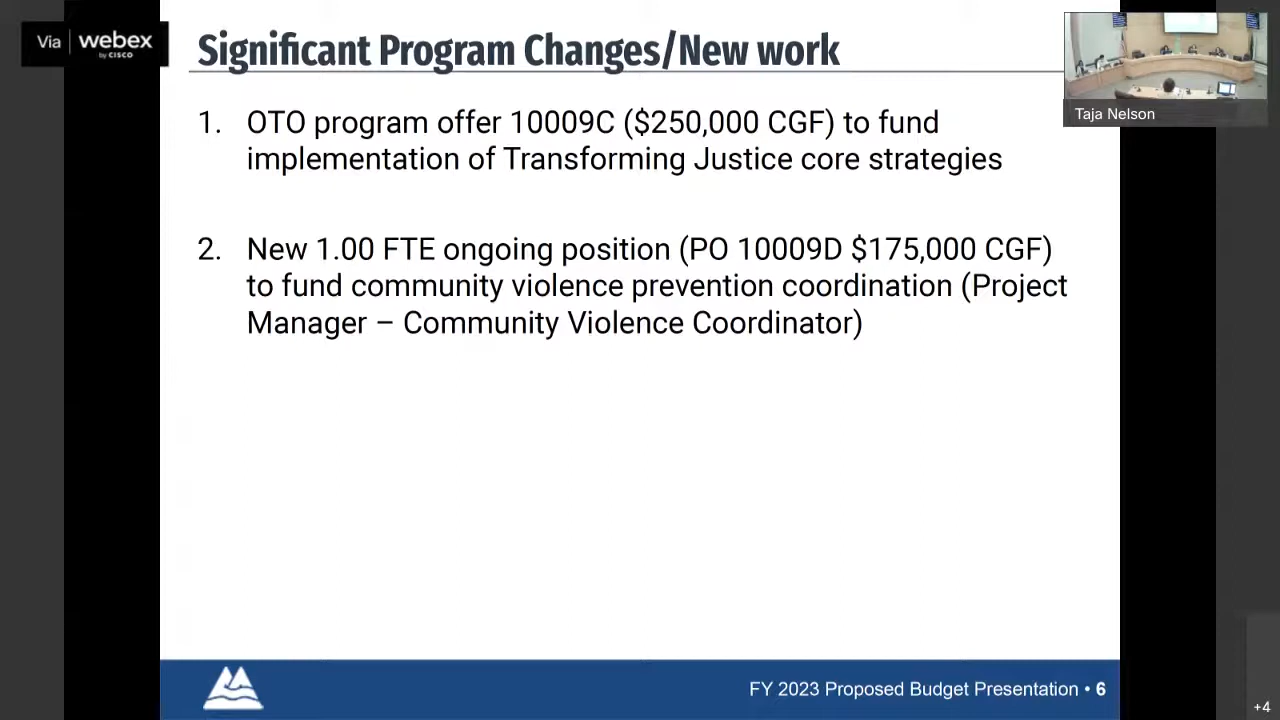 Via webex
by CISCO
Significant Program Changes/New work
Taja Nelson
1. OTO program offer 10009C ($250,000 CGF) to fund
implementation of Transforming Justice core strategies
2. New 1.00 FTE ongoing position (PO 10009D $175,000 CGF)
to fund community violence prevention coordination (Project
Manager – Community Violence Coordinator)
FY 2023 Proposed Budget Presentation • 6
+4